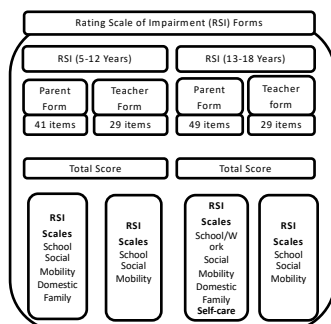 Rating Scale of Impairment (RSI) Forms
RSI (5-12 Years)
RSI (13-18 Years)
Parent
Form
Teacher
Form
Parent
Form
Teacher
form
41 items
29 items
49 items
29 items
Total Score
Total Score
RSI
Scales
School
Social
Mobility
Domestic
Family
RSI
Scales
School
Social
Mobility
RSI
Scales
School/W
ork
Social
Mobility
Domestic
Family
Self-care
RSI
Scales
School
Social
Mobility